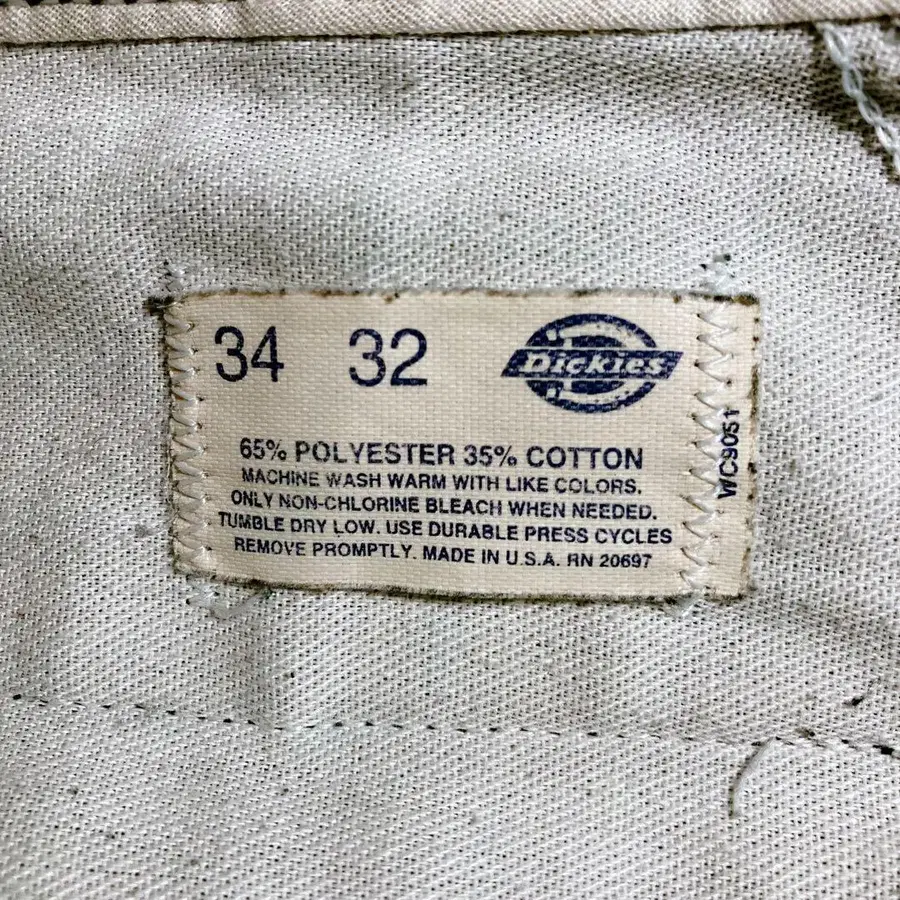 34 32 Dickies
65% POLYESTER 35% COTTON
MACHINE WASH WARM WITH LIKE COLORS.
ONLY NON-CHLORINE BLEACH WHEN NEEDED.
TUMBLE DRY LOW. USE DURABLE PRESS CYCLES
REMOVE PROMPTLY. MADE IN U.S.A. RN 20697
WC9051